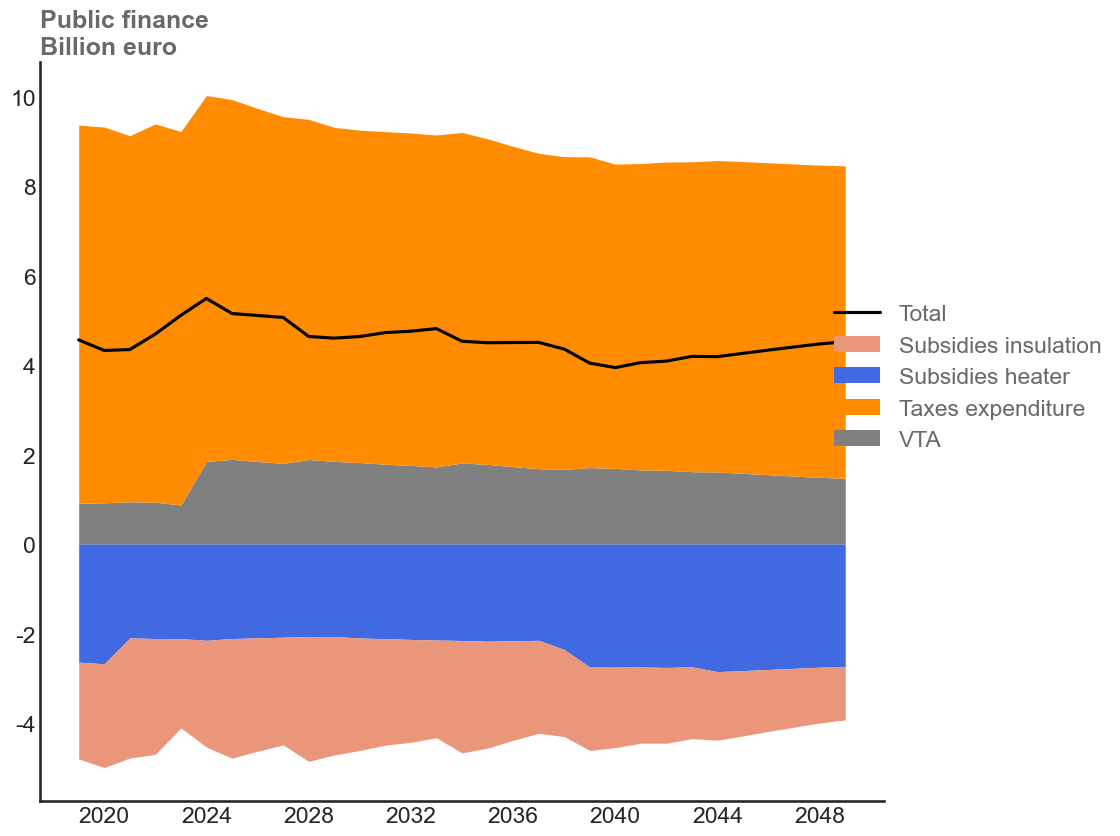 Public finance
Billion euro
10
8
6
4
2
0
-2
-4
2020 2024 2028 2032 2036 2040 2044 2048
Total
Subsidies insulation
Subsidies heater
Taxes expenditure
VTA